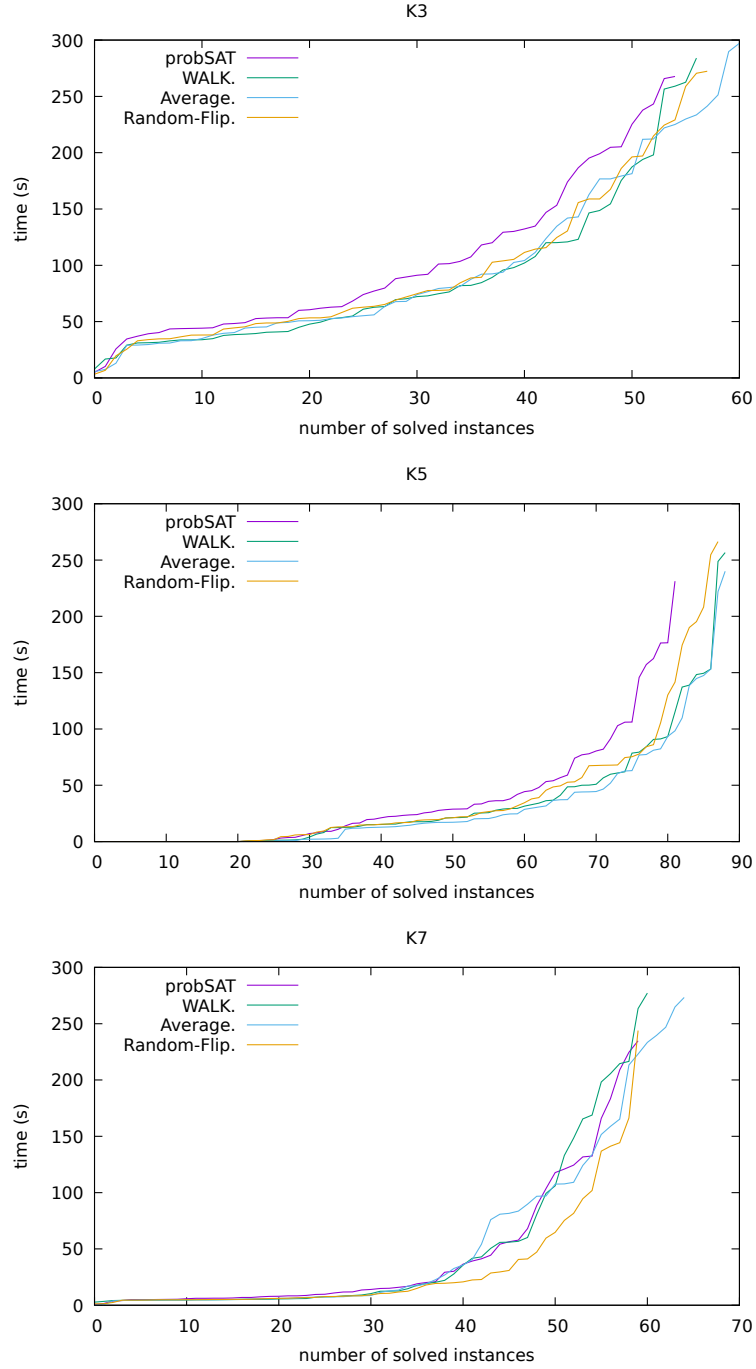 K3
300
250
200
150
100
50
0
time (s)
probSAT
WALK.
Average.
Random-Flip.
0 10 20 30 40 50 60
number of solved instances
K5
300
250
200
150
100
50
0
time (s)
probSAT
WALK.
Average.
Random-Flip.
0 10 20 30 40 50 60 70 80 90
number of solved instances
K7
300
250
200
150
100
50
0
time (s)
probSAT
WALK.
Average.
Random-Flip.
0 10 20 30 40 50 60 70
number of solved instances